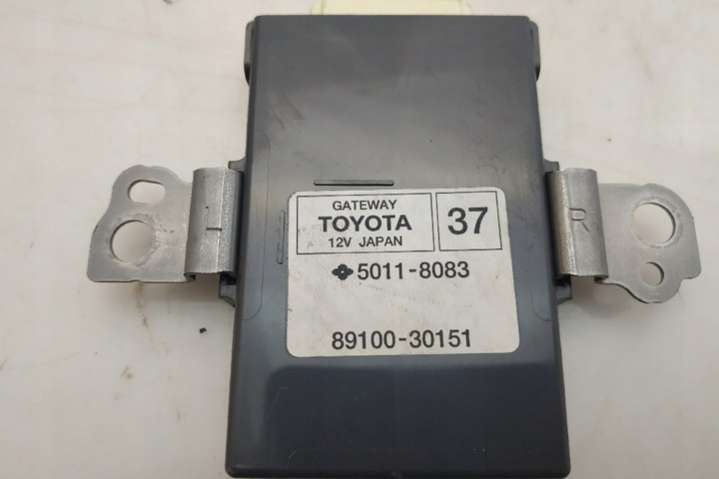 GATEWAY
TOYOTA 37
12V JAPAN
5011-8083
89100-30151
L
R